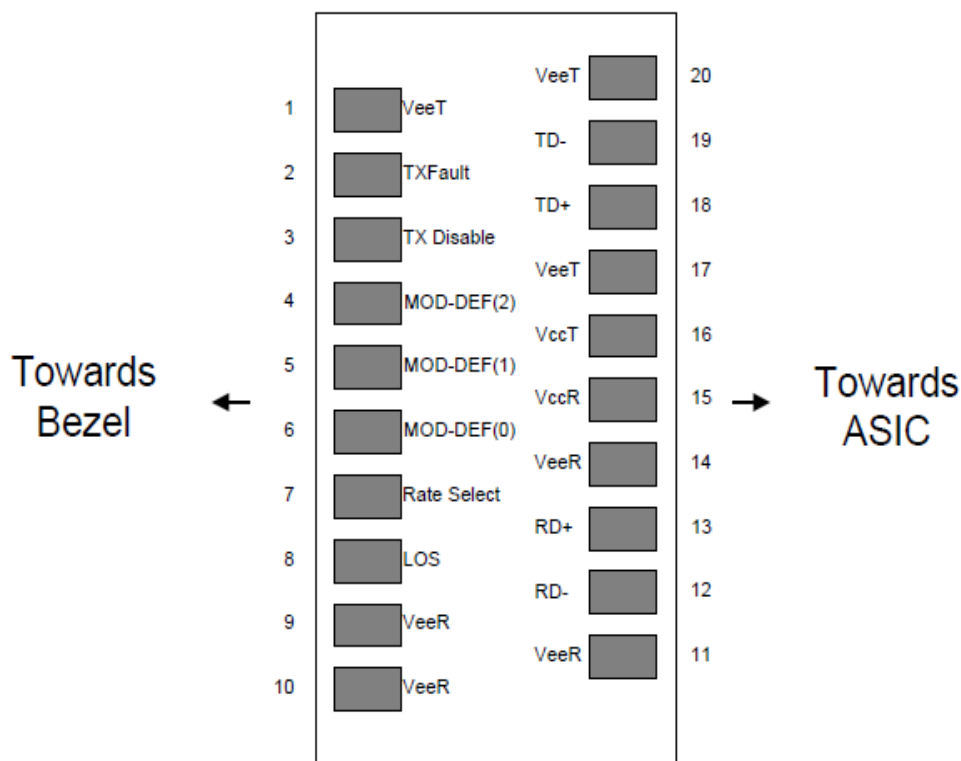 VeeT 20
1 VeeT
TD- 19
2 TXFault
TD+ 18
3 TX Disable
VeeT 17
4 MOD-DEF(2)
VccT 16
5 MOD-DEF(1)
Towards
Bezel
VccR 15
Towards
ASIC
6 MOD-DEF(0)
VeeR 14
7 Rate Select
RD+ 13
8 LOS
RD- 12
9 VeeR
VeeR 11
10 VeeR